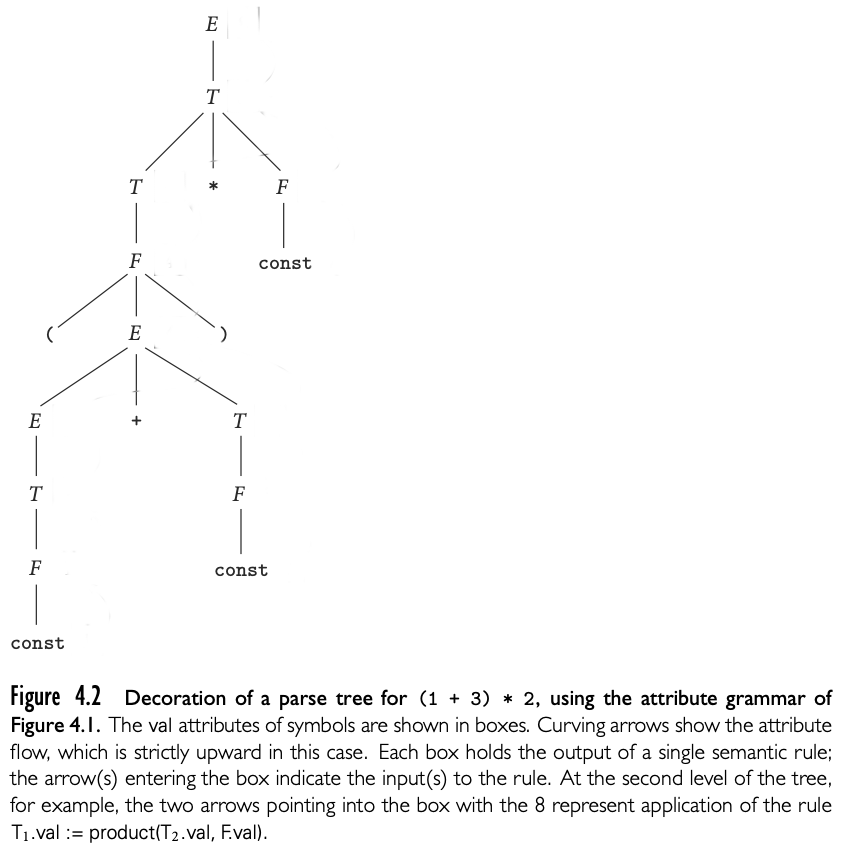 E
T
T * F
F const
( E )
E + T
T F
F const
const
Figure 4.2 Decoration of a parse tree for (1 + 3) * 2, using the attribute grammar of
Figure 4.1. The val attributes of symbols are shown in boxes. Curving arrows show the attribute
flow, which is strictly upward in this case. Each box holds the output of a single semantic rule;
the arrow(s) entering the box indicate the input(s) to the rule. At the second level of the tree,
for example, the two arrows pointing into the box with the 8 represent application of the rule
T₁.val := product(T₂.val, F.val).